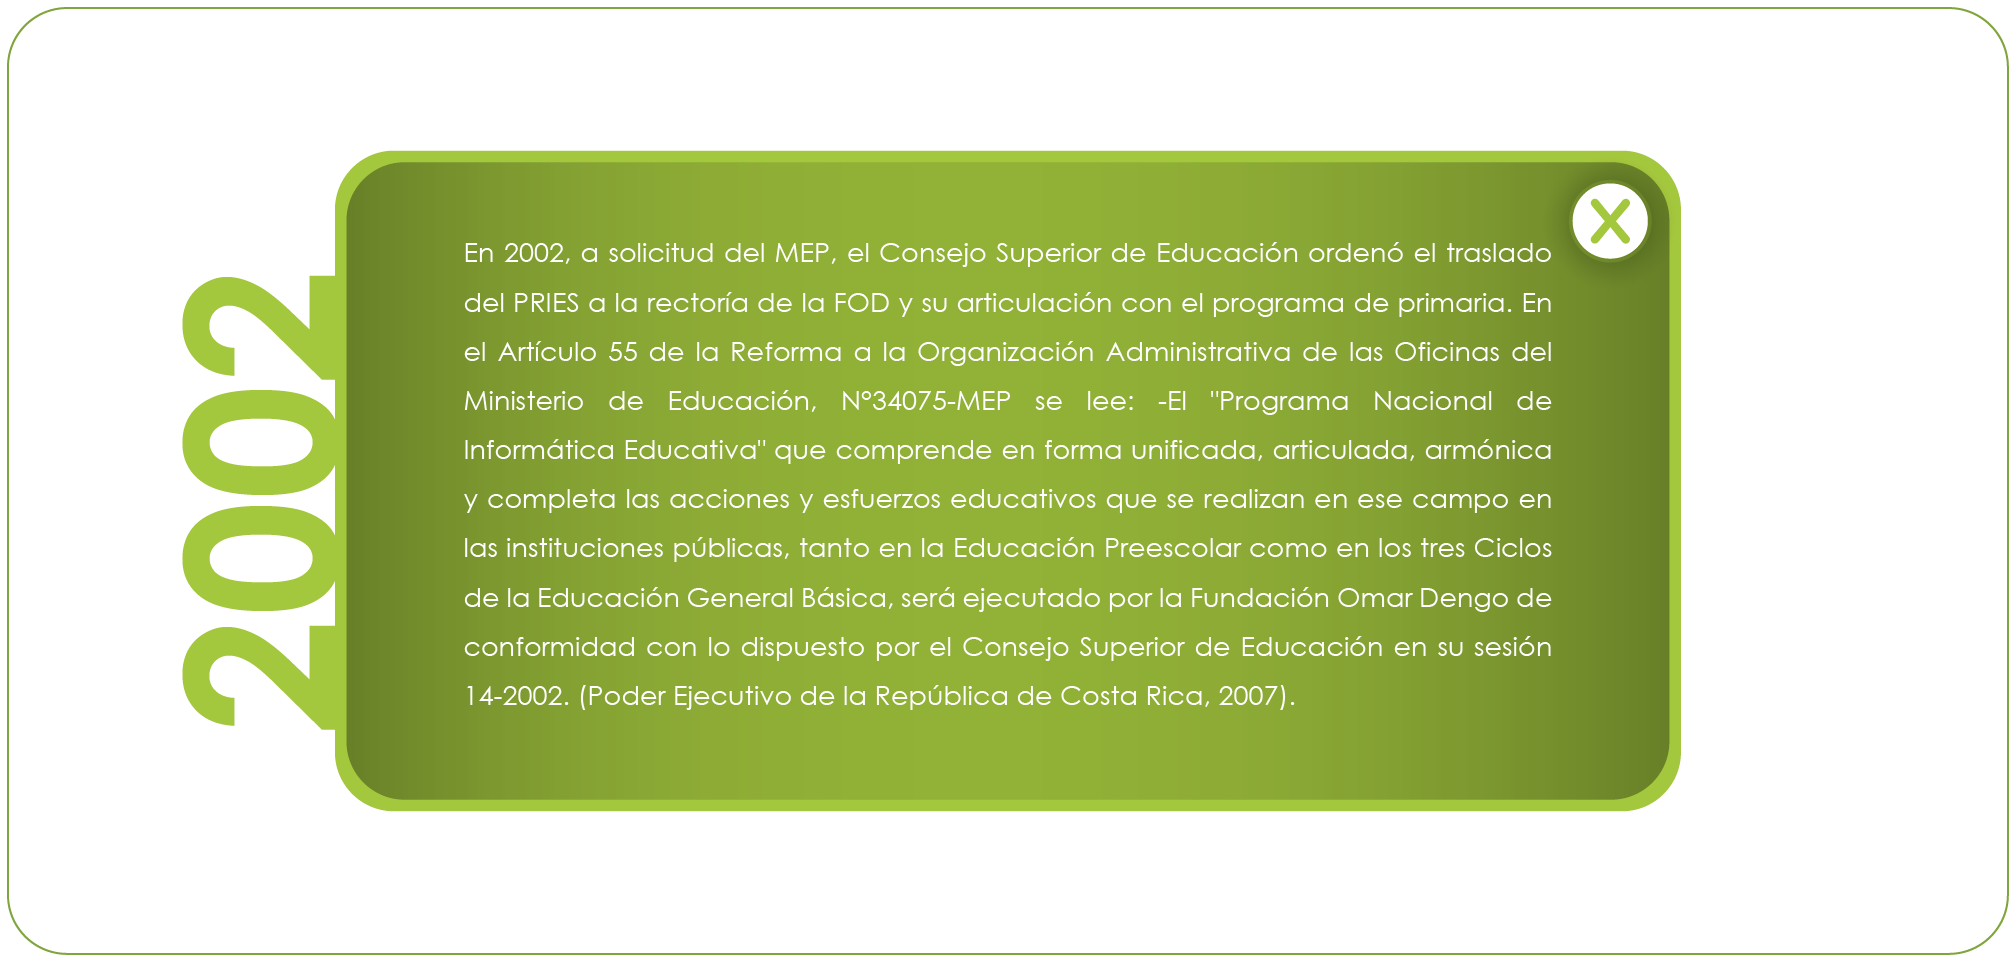 2002
X
En 2002, a solicitud del MEP, el Consejo Superior de Educación ordenó el traslado
del PRIES a la rectoría de la FOD y su articulación con el programa de primaria. En
el Artículo 55 de la Reforma a la Organización Administrativa de las Oficinas del
Ministerio de Educación, N°34075-MEP se lee: -El "Programa Nacional de
Informática Educativa" que comprende en forma unificada, articulada, armónica
y completa las acciones y esfuerzos educativos que se realizan en ese campo en
las instituciones públicas, tanto en la Educación Preescolar como en los tres Ciclos
de la Educación General Básica, será ejecutado por la Fundación Omar Dengo de
conformidad con lo dispuesto por el Consejo Superior de Educación en su sesión
14-2002. (Poder Ejecutivo de la República de Costa Rica, 2007).